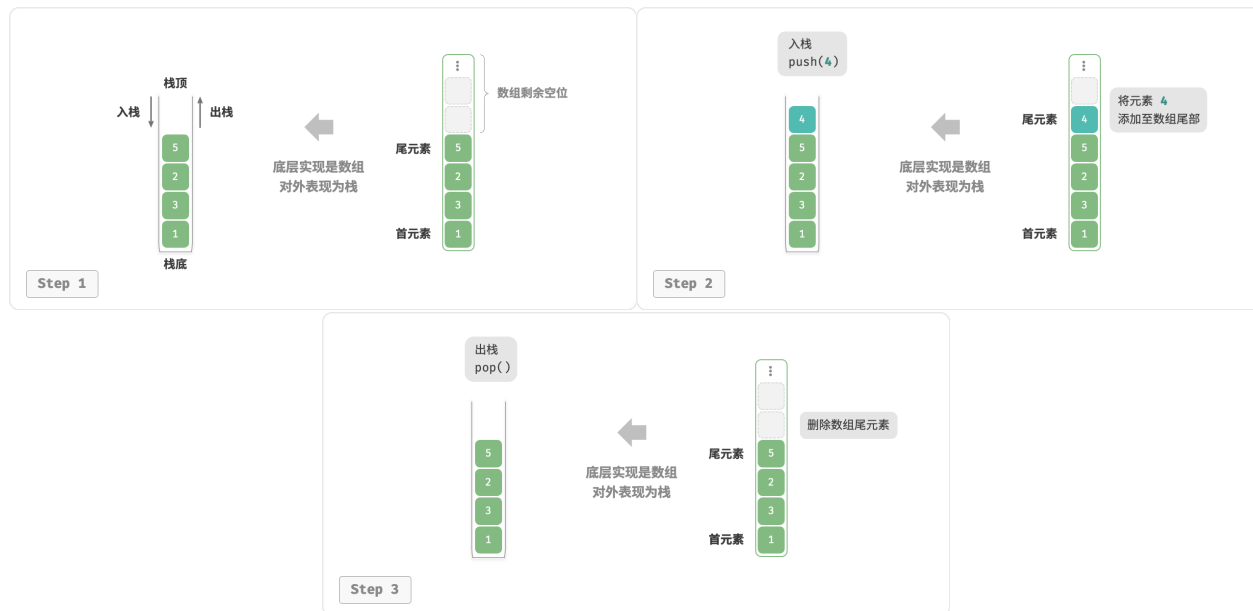 栈顶
入栈
出栈
5
2
3
1
栈底
底层实现是数组
对外表现为栈
⋮
数组剩余空位
尾元素
5
2
3
首元素
1
Step 1
入栈
push(4)
4
5
2
3
1
底层实现是数组
对外表现为栈
⋮
将元素 4
添加至数组尾部
尾元素
4
5
2
3
首元素
1
Step 2
出栈
pop()
5
2
3
1
底层实现是数组
对外表现为栈
⋮
删除数组尾元素
尾元素
5
2
3
首元素
1
Step 3